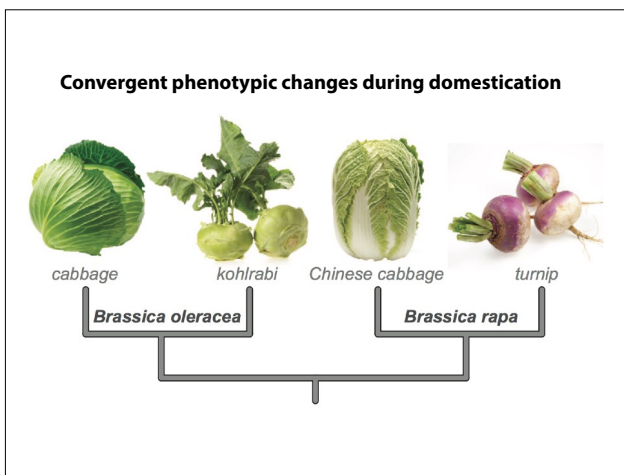 Convergent phenotypic changes during domestication
cabbage
kohlrabi
Chinese cabbage
turnip
Brassica oleracea
Brassica rapa